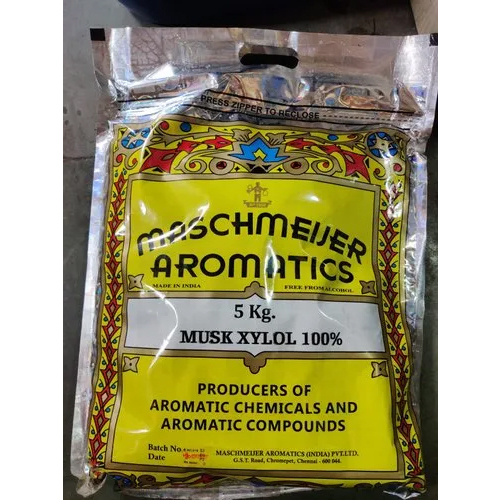 PRESS ZIPPER TO RECLOSE
MASCHMEIJER
AROMATICS
MADE IN INDIA FREE FROM ALCOHOL
5 Kg.
MUSK XYLOL 100%
PRODUCERS OF
AROMATIC CHEMICALS AND
AROMATIC COMPOUNDS
Batch No.
Date
MASCHMEIJER AROMATICS (INDIA) PVT.LTD.
G.S.T. Road, Chromepet, Chennai - 600 044.